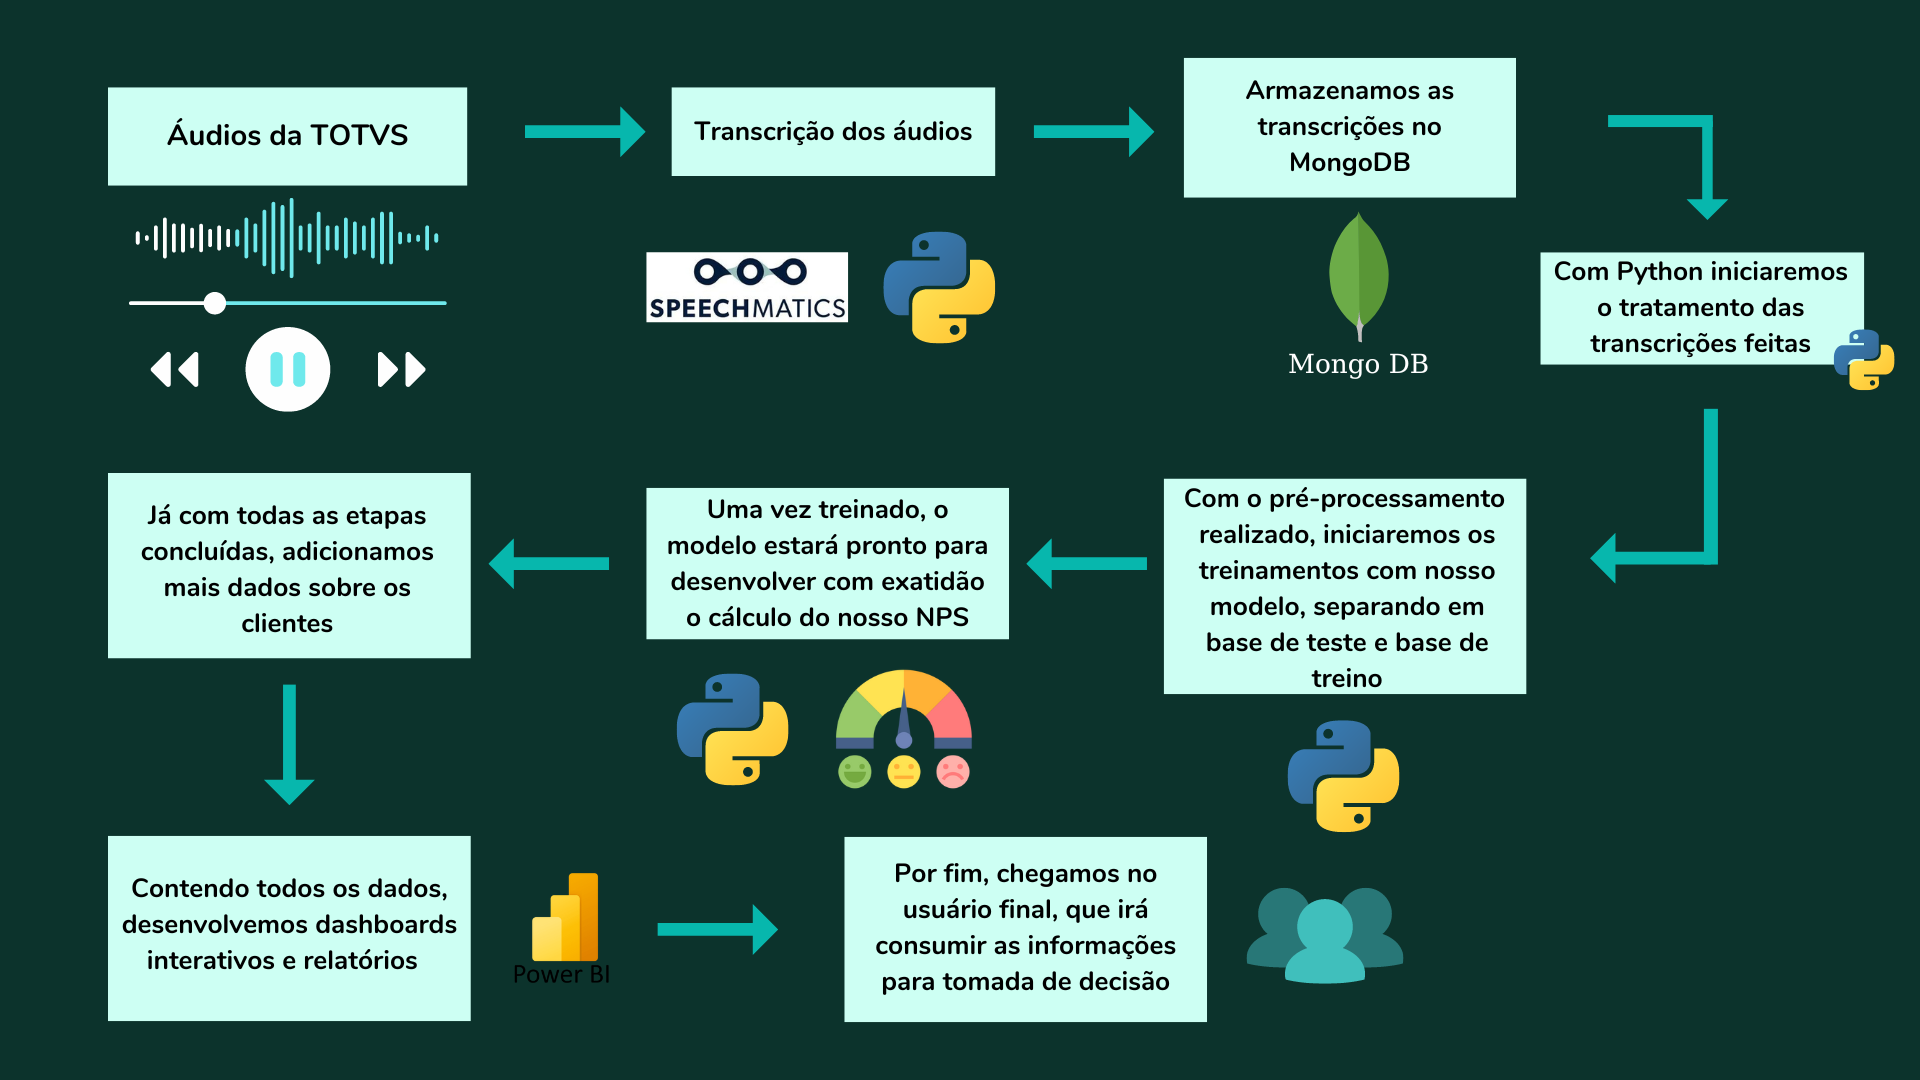 Áudios da TOTVS
Transcrição dos áudios
SPEECHMATICS
Armazenamos as
transcrições no
MongoDB
Mongo DB
Com Python iniciaremos
o tratamento das
transcrições feitas
Com o pré-processamento
realizado, iniciaremos os
treinamentos com nosso
modelo, separando em
base de teste e base de
treino
Uma vez treinado, o
modelo estará pronto para
desenvolver com exatidão
o cálculo do nosso NPS
Já com todas as etapas
concluídas, adicionamos
mais dados sobre os
clientes
Contendo todos os dados,
desenvolvemos dashboards
interativos e relatórios
Power BI
Por fim, chegamos no
usuário final, que irá
consumir as informações
para tomada de decisão